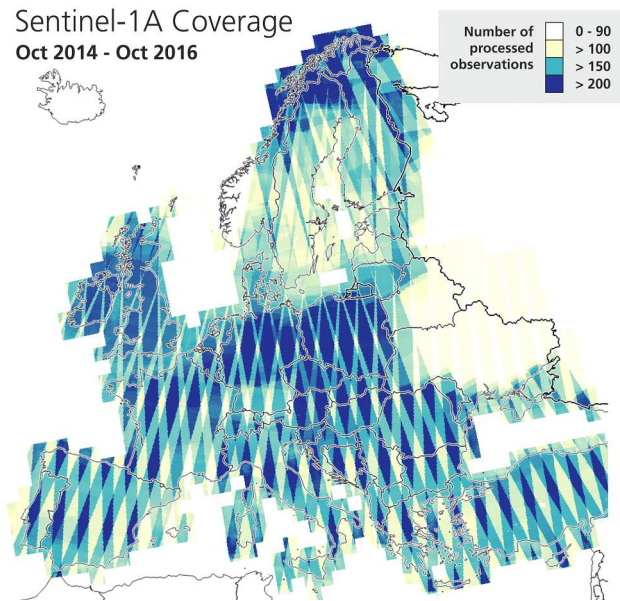 Sentinel-1A Coverage
Oct 2014 - Oct 2016
Number of
processed
observations
0 - 90
> 100
> 150
> 200